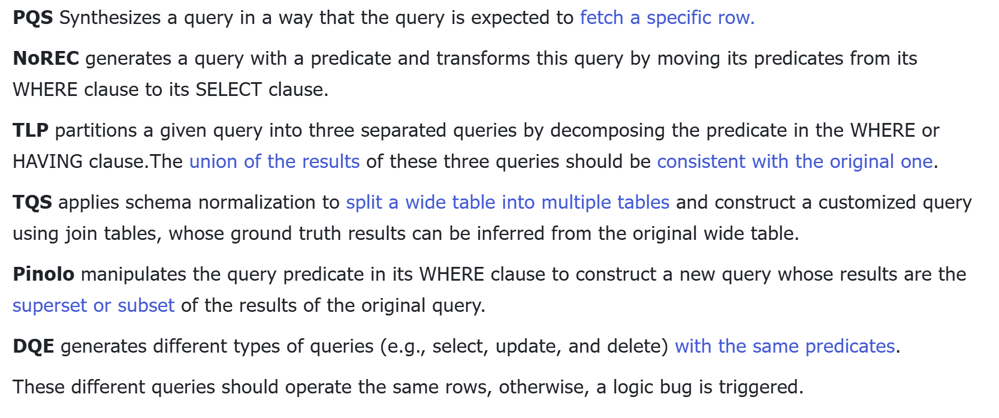 PQS Synthesizes a query in a way that the query is expected to fetch a specific row.
NoREC generates a query with a predicate and transforms this query by moving its predicates from its
WHERE clause to its SELECT clause.
TLP partitions a given query into three separated queries by decomposing the predicate in the WHERE or
HAVING clause.The union of the results of these three queries should be consistent with the original one.
TQS applies schema normalization to split a wide table into multiple tables and construct a customized query
using join tables, whose ground truth results can be inferred from the original wide table.
Pinolo manipulates the query predicate in its WHERE clause to construct a new query whose results are the
superset or subset of the results of the original query.
DQE generates different types of queries (e.g., select, update, and delete) with the same predicates.
These different queries should operate the same rows, otherwise, a logic bug is triggered.